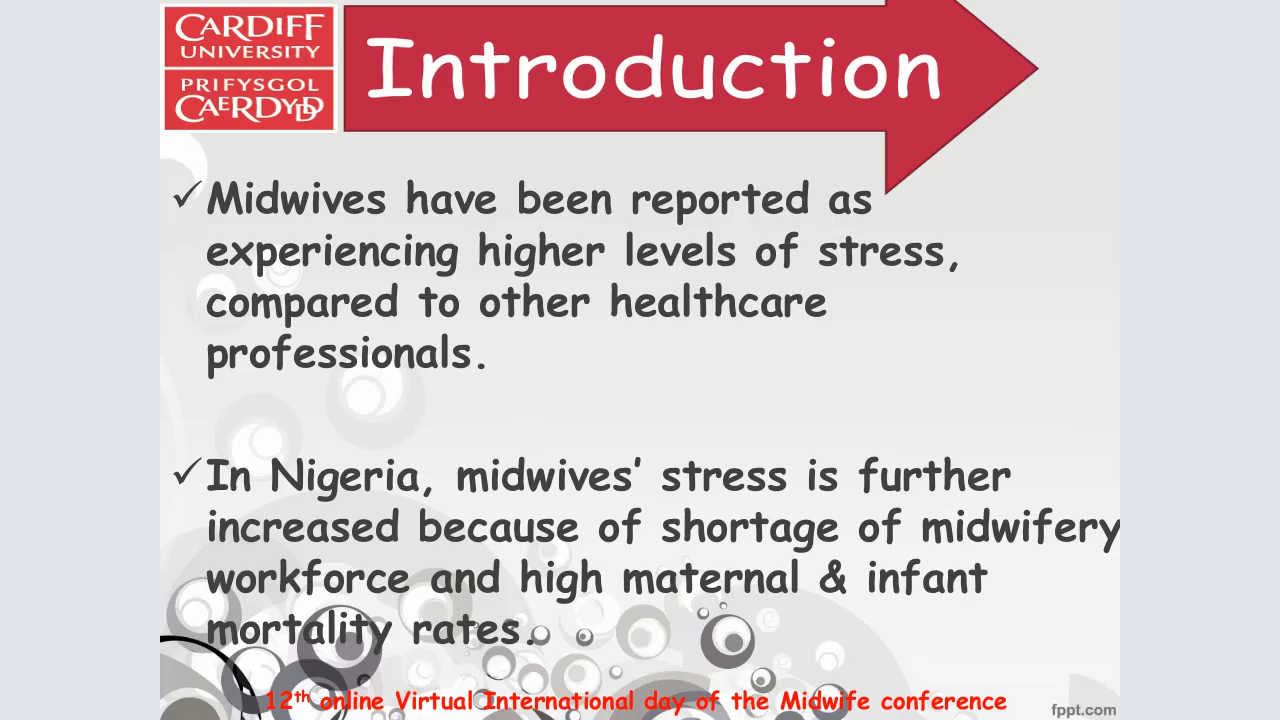 CARDIFF
UNIVERSITY
PRIFYSGOL
CAERDYDD
Introduction
✓Midwives have been reported as
experiencing higher levels of stress,
compared to other healthcare
professionals.
✓In Nigeria, midwives’ stress is further
increased because of shortage of midwifery
workforce and high maternal & infant
mortality rates.
12th online Virtual International day of the Midwife conference
fppt.com